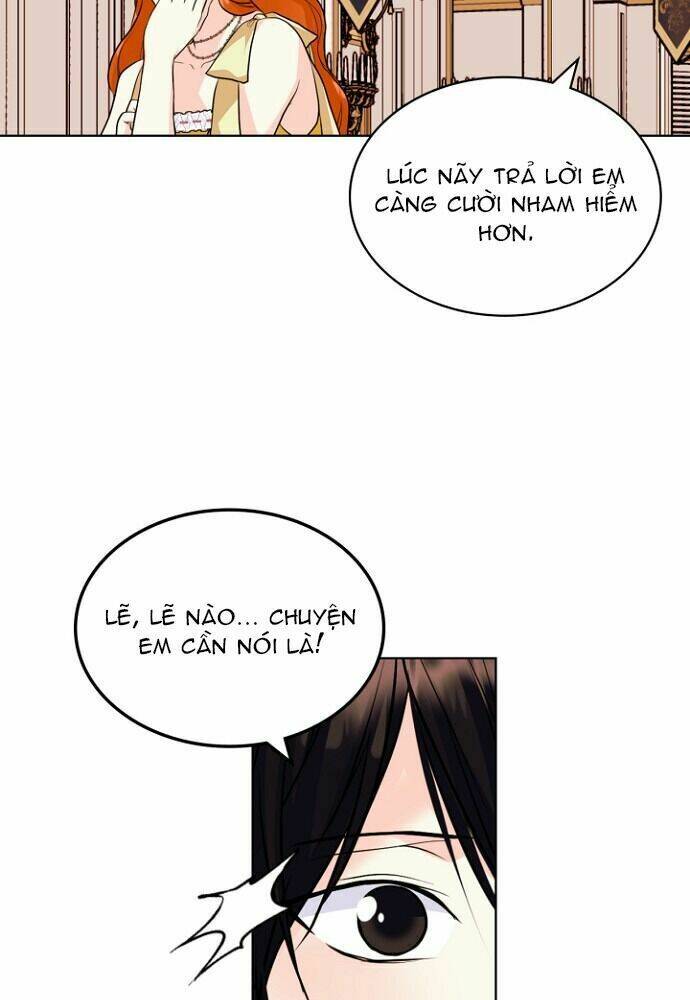 LÚC NÃY TRẢ LỜI EM
CÀNG CƯỜI NHAM HIỂM
HƠN.
LẼ, LẼ NÀO... CHUYỆN
EM CẦN NÓI LÀ!